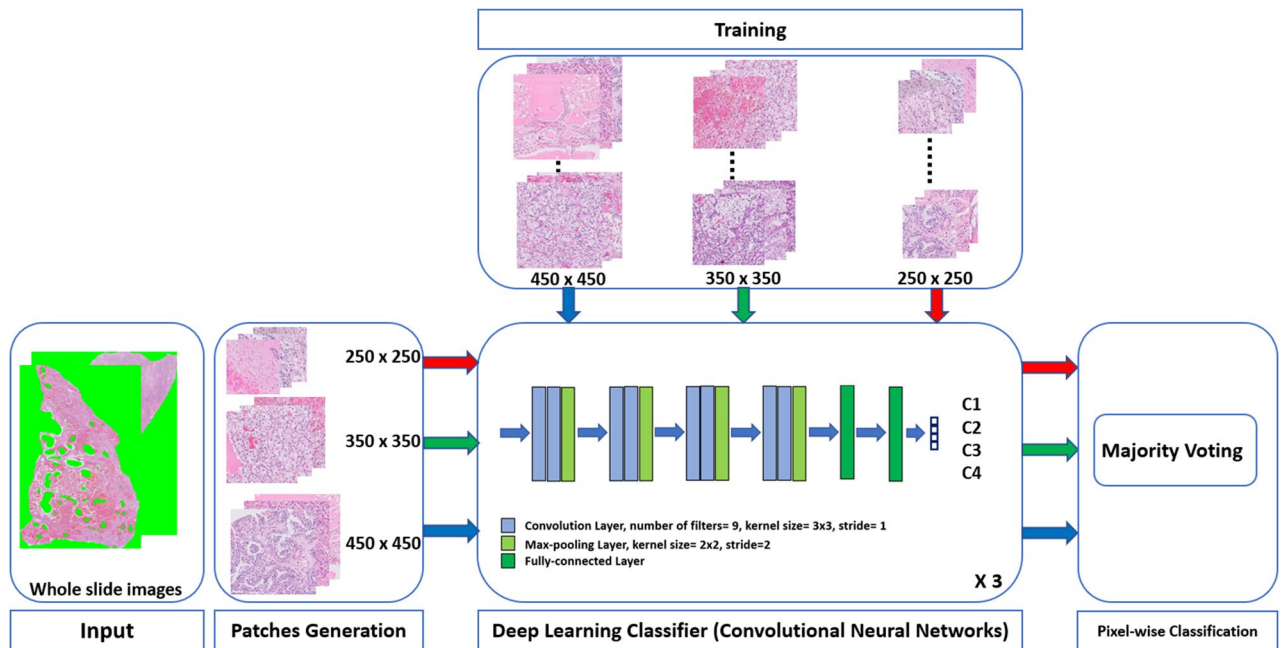 Training
450 x 450
350 x 350
250 x 250
250 x 250
350 x 350
450 x 450
C1
C2
C3
C4
Majority Voting
Convolution Layer, number of filters= 9, kernel size= 3x3, stride= 1
Max-pooling Layer, kernel size= 2x2, stride=2
Fully-connected Layer
X 3
Whole slide images
Input
Patches Generation
Deep Learning Classifier (Convolutional Neural Networks)
Pixel-wise Classification